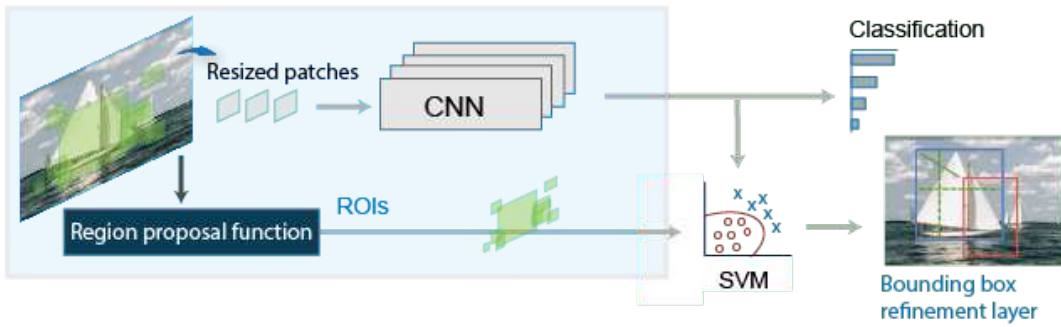 Classification
Resized patches
CNN
ROIs
Region proposal function
x x x x x x
SVM
Bounding box
refinement layer